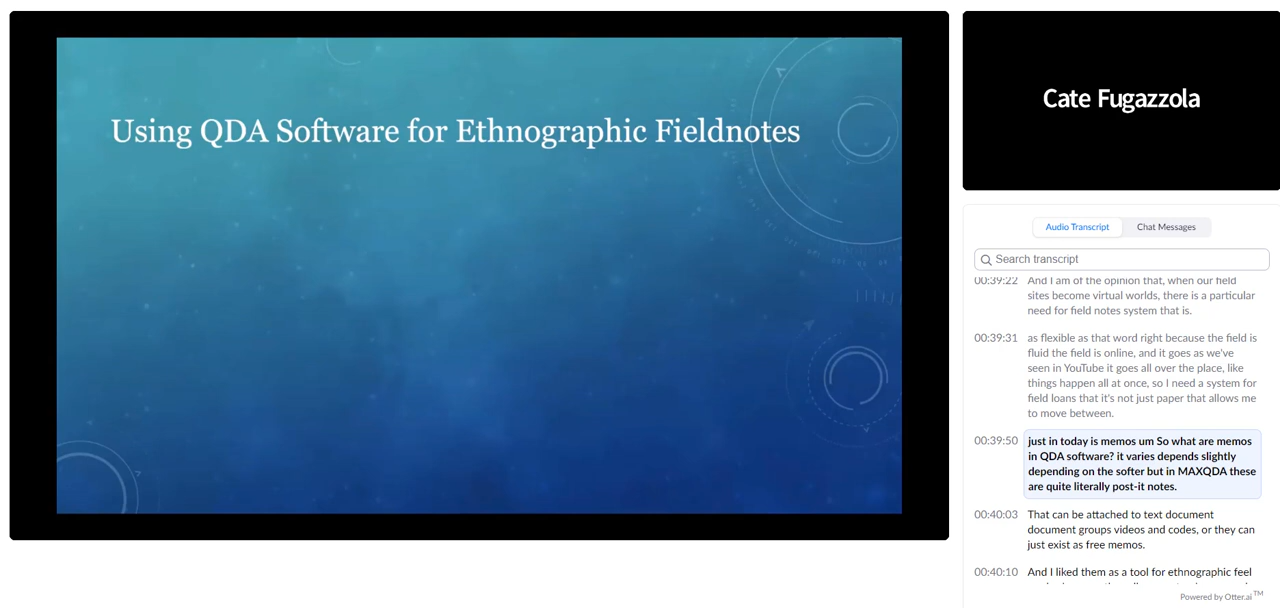 Using QDA Software for Ethnographic Fieldnotes
Cate Fugazzola
Audio Transcript
Chat Messages
Search transcript
00:39:22
And I am of the opinion that, when our field
sites become virtual worlds, there is a particular
need for field notes system that is.
00:39:31
as flexible as that word right because the field is
fluid the field is online, and it goes as we've
seen in YouTube it goes all over the place, like
things happen all at once, so I need a system for
field loans that it's not just paper that allows me
to move between.
00:39:50
just in today is memos um So what are memos
in QDA software? it varies depends slightly
depending on the softer but in MAXQDA these
are quite literally post-it notes.
00:40:03
That can be attached to text document
document groups videos and codes, or they can
just exist as free memos.
00:40:10
And I liked them as a tool for ethnographic feel
Powered by Otter.ai TM